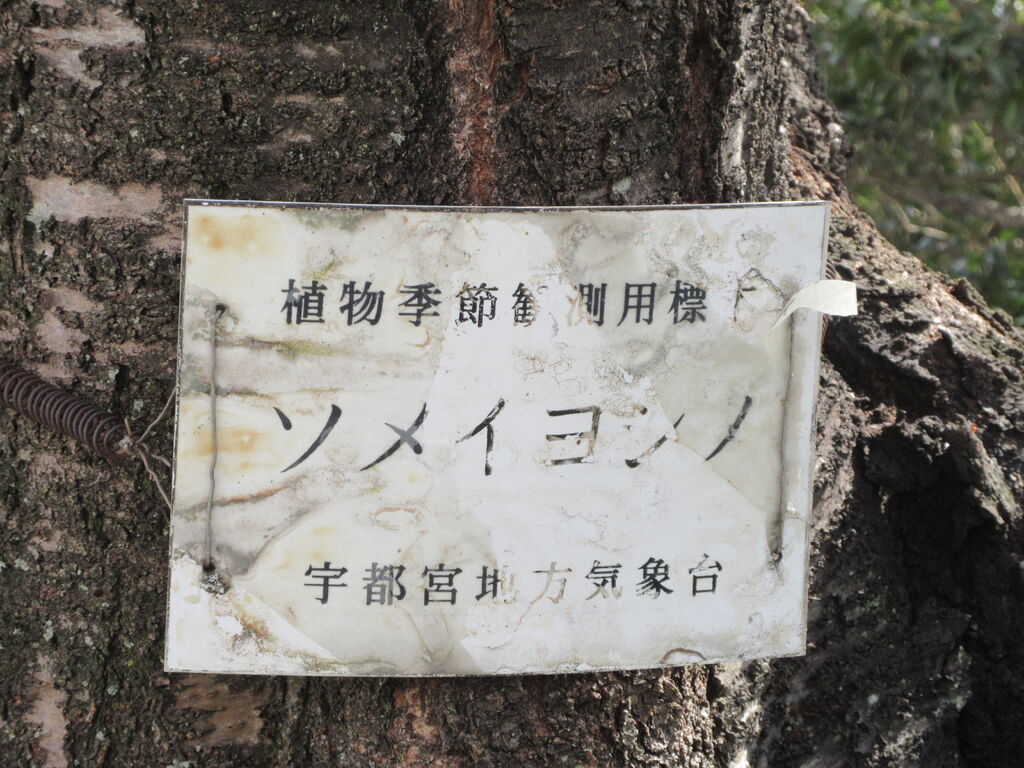 植物季節観測用標
ソメイヨシノ
宇都宮地方気象台